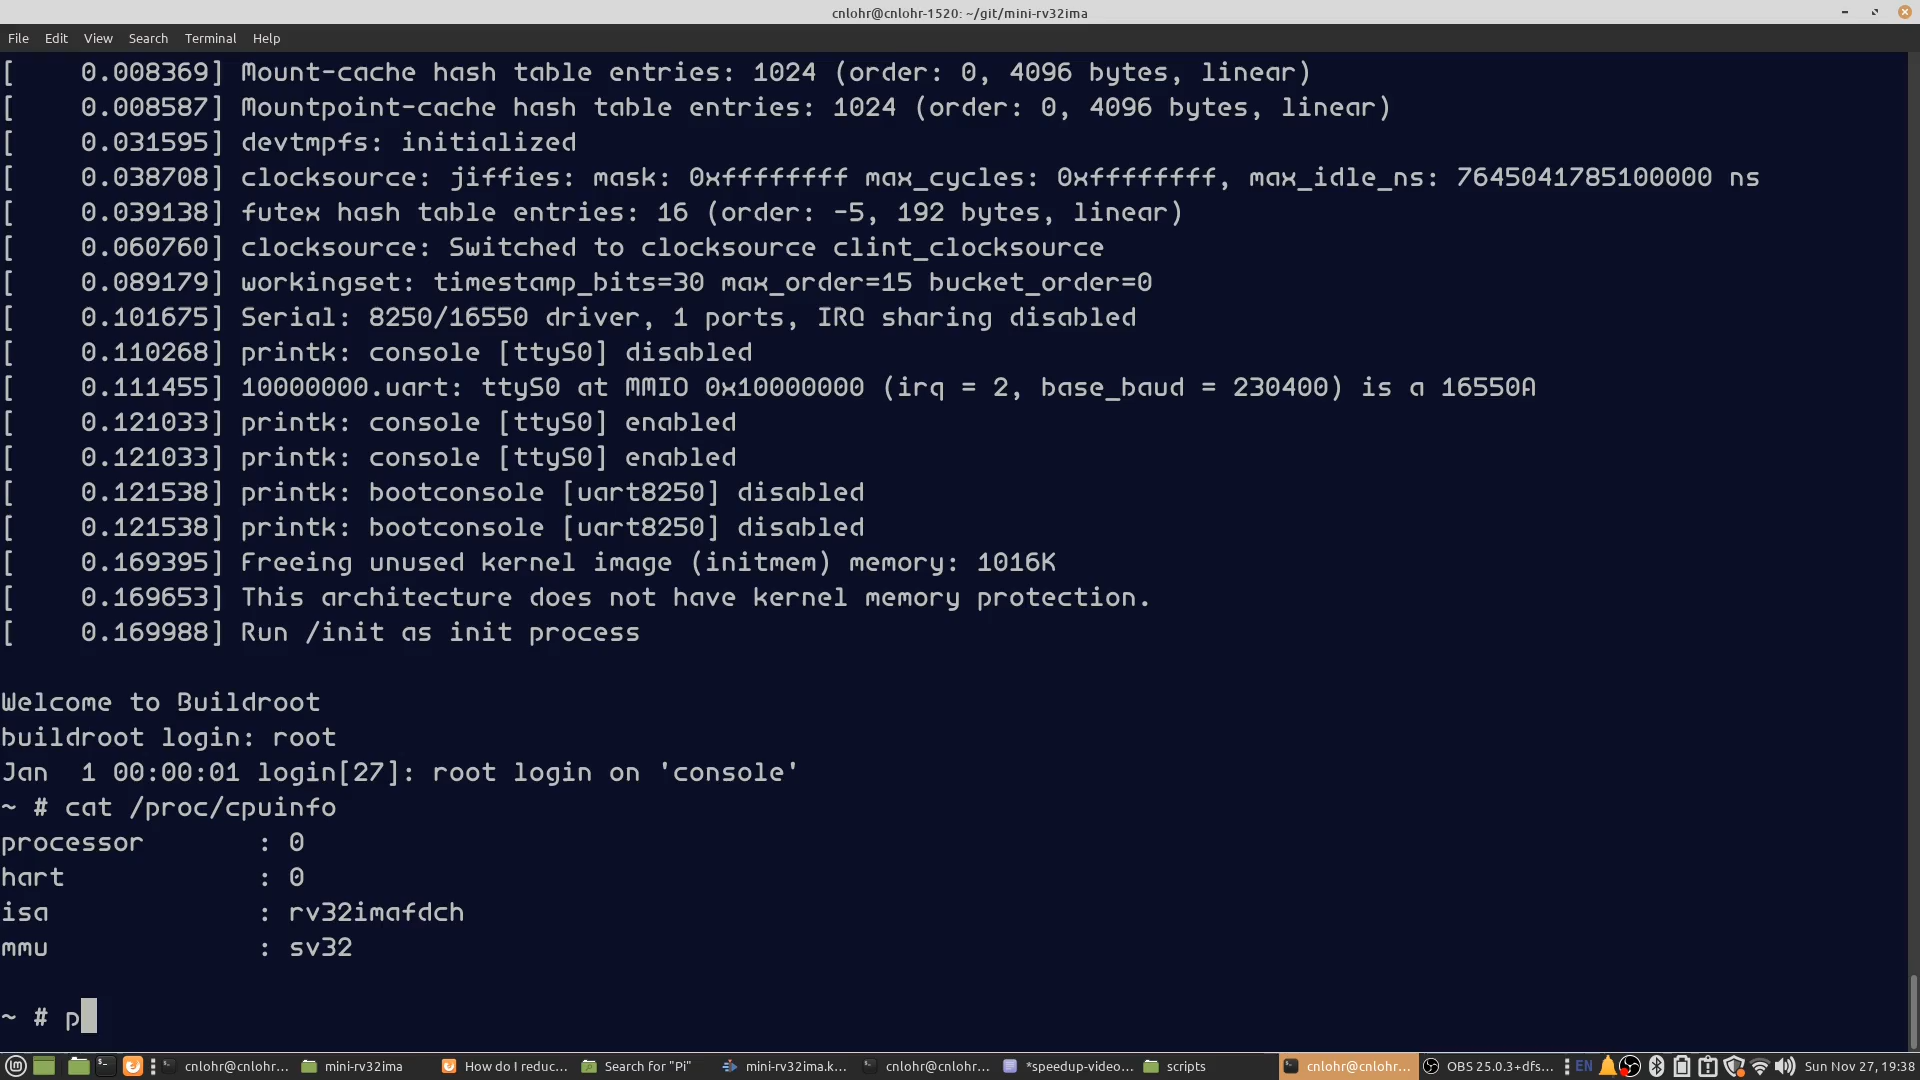 cnlohr@cnlohr-1520: ~/git/mini-rv32ima
File Edit View Search Terminal Help
[    0.008369] Mount-cache hash table entries: 1024 (order: 0, 4096 bytes, linear)
[    0.008587] Mountpoint-cache hash table entries: 1024 (order: 0, 4096 bytes, linear)
[    0.031595] devtmpfs: initialized
[    0.038708] clocksource: jiffies: mask: 0xffffffff max_cycles: 0xffffffff, max_idle_ns: 7645041785100000 ns
[    0.039138] futex hash table entries: 16 (order: -5, 192 bytes, linear)
[    0.060760] clocksource: Switched to clocksource clint_clocksource
[    0.089179] workingset: timestamp_bits=30 max_order=15 bucket_order=0
[    0.101675] Serial: 8250/16550 driver, 1 ports, IRQ sharing disabled
[    0.110268] printk: console [ttyS0] disabled
[    0.111455] 10000000.uart: ttyS0 at MMIO 0x10000000 (irq = 2, base_baud = 230400) is a 16550A
[    0.121033] printk: console [ttyS0] enabled
[    0.121033] printk: console [ttyS0] enabled
[    0.121538] printk: bootconsole [uart8250] disabled
[    0.121538] printk: bootconsole [uart8250] disabled
[    0.169395] Freeing unused kernel image (initmem) memory: 1016K
[    0.169653] This architecture does not have kernel memory protection.
[    0.169988] Run /init as init process
Welcome to Buildroot
buildroot login: root
Jan  1 00:00:01 login[27]: root login on 'console'
~ # cat /proc/cpuinfo
processor       : 0
hart            : 0
isa             : rv32imafdch
mmu             : sv32
~ # p
cnlohr@cnlohr... mini-rv32ima How do I reduc... Search for "Pi" mini-rv32ima.k... cnlohr@cnlohr... *speedup-video... scripts cnlohr@cnlohr... OBS 25.0.3+dfs... EN Sun Nov 27, 19:38